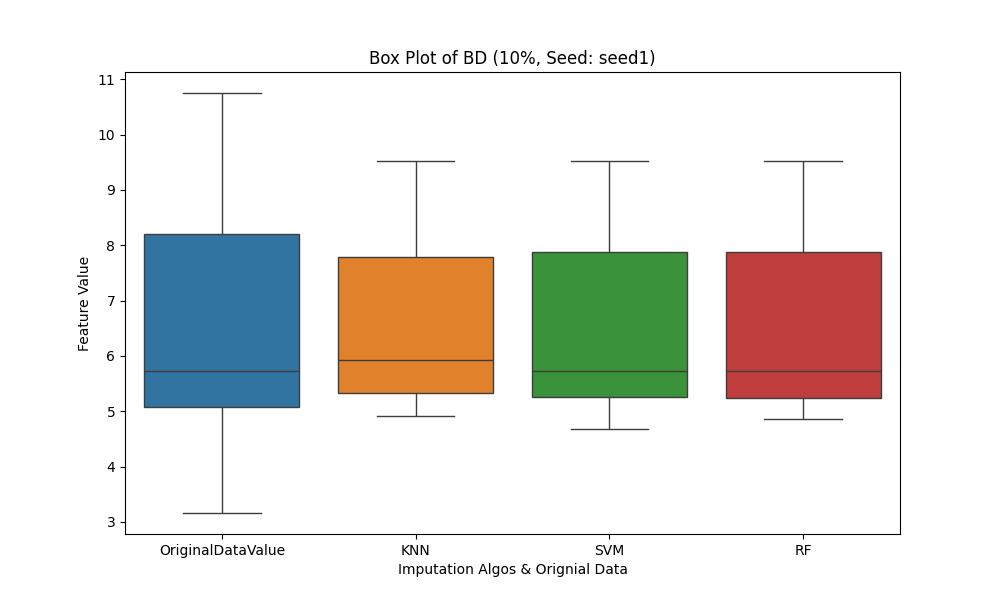 Box Plot of BD (10%, Seed: seed1)
11
10
9
8
7
6
5
4
3
Feature Value
OriginalDataValue KNN SVM RF
Imputation Algos & Orignial Data